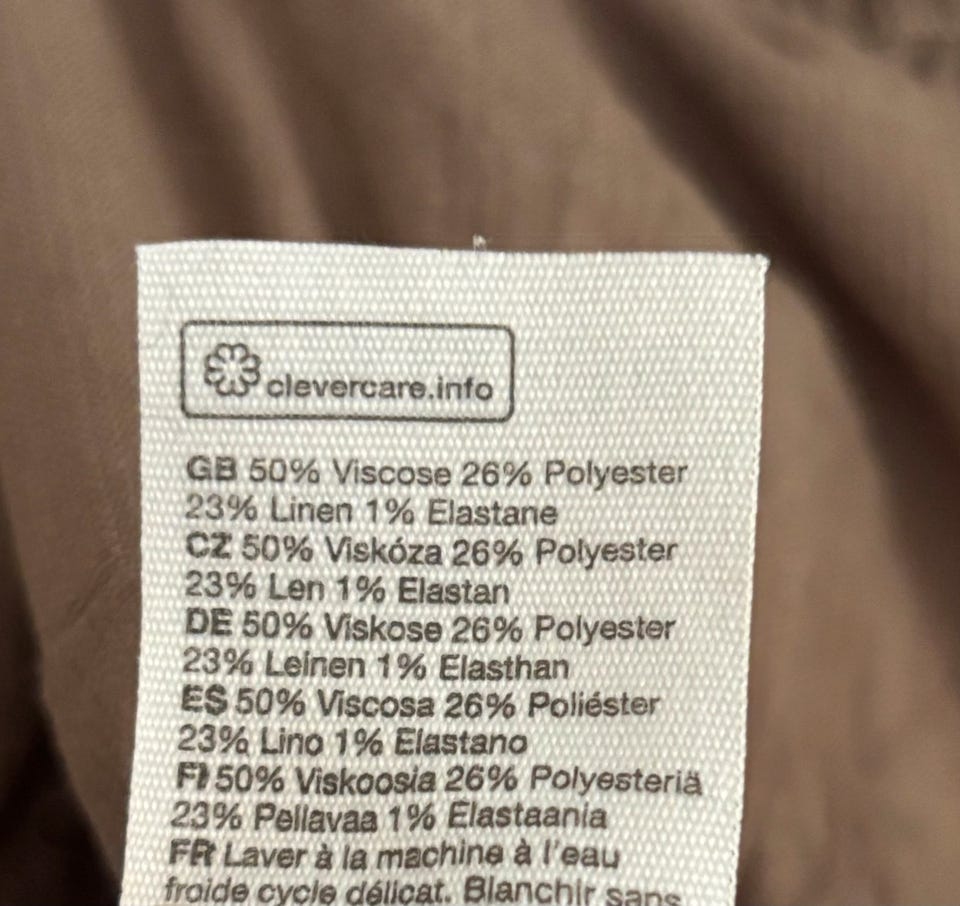 clevercare.info
GB 50% Viscose 26% Polyester
23% Linen 1% Elastane
CZ 50% Viskóza 26% Polyester
23% Len 1% Elastan
DE 50% Viskose 26% Polyester
23% Leinen 1% Elasthan
ES 50% Viscosa 26% Poliéster
23% Lino 1% Elastano
FI 50% Viskoosia 26% Polyesteriä
23% Pellavaa 1% Elastaania
FR Laver à la machine à l'eau
froide cycle délicat. Blanchir sans